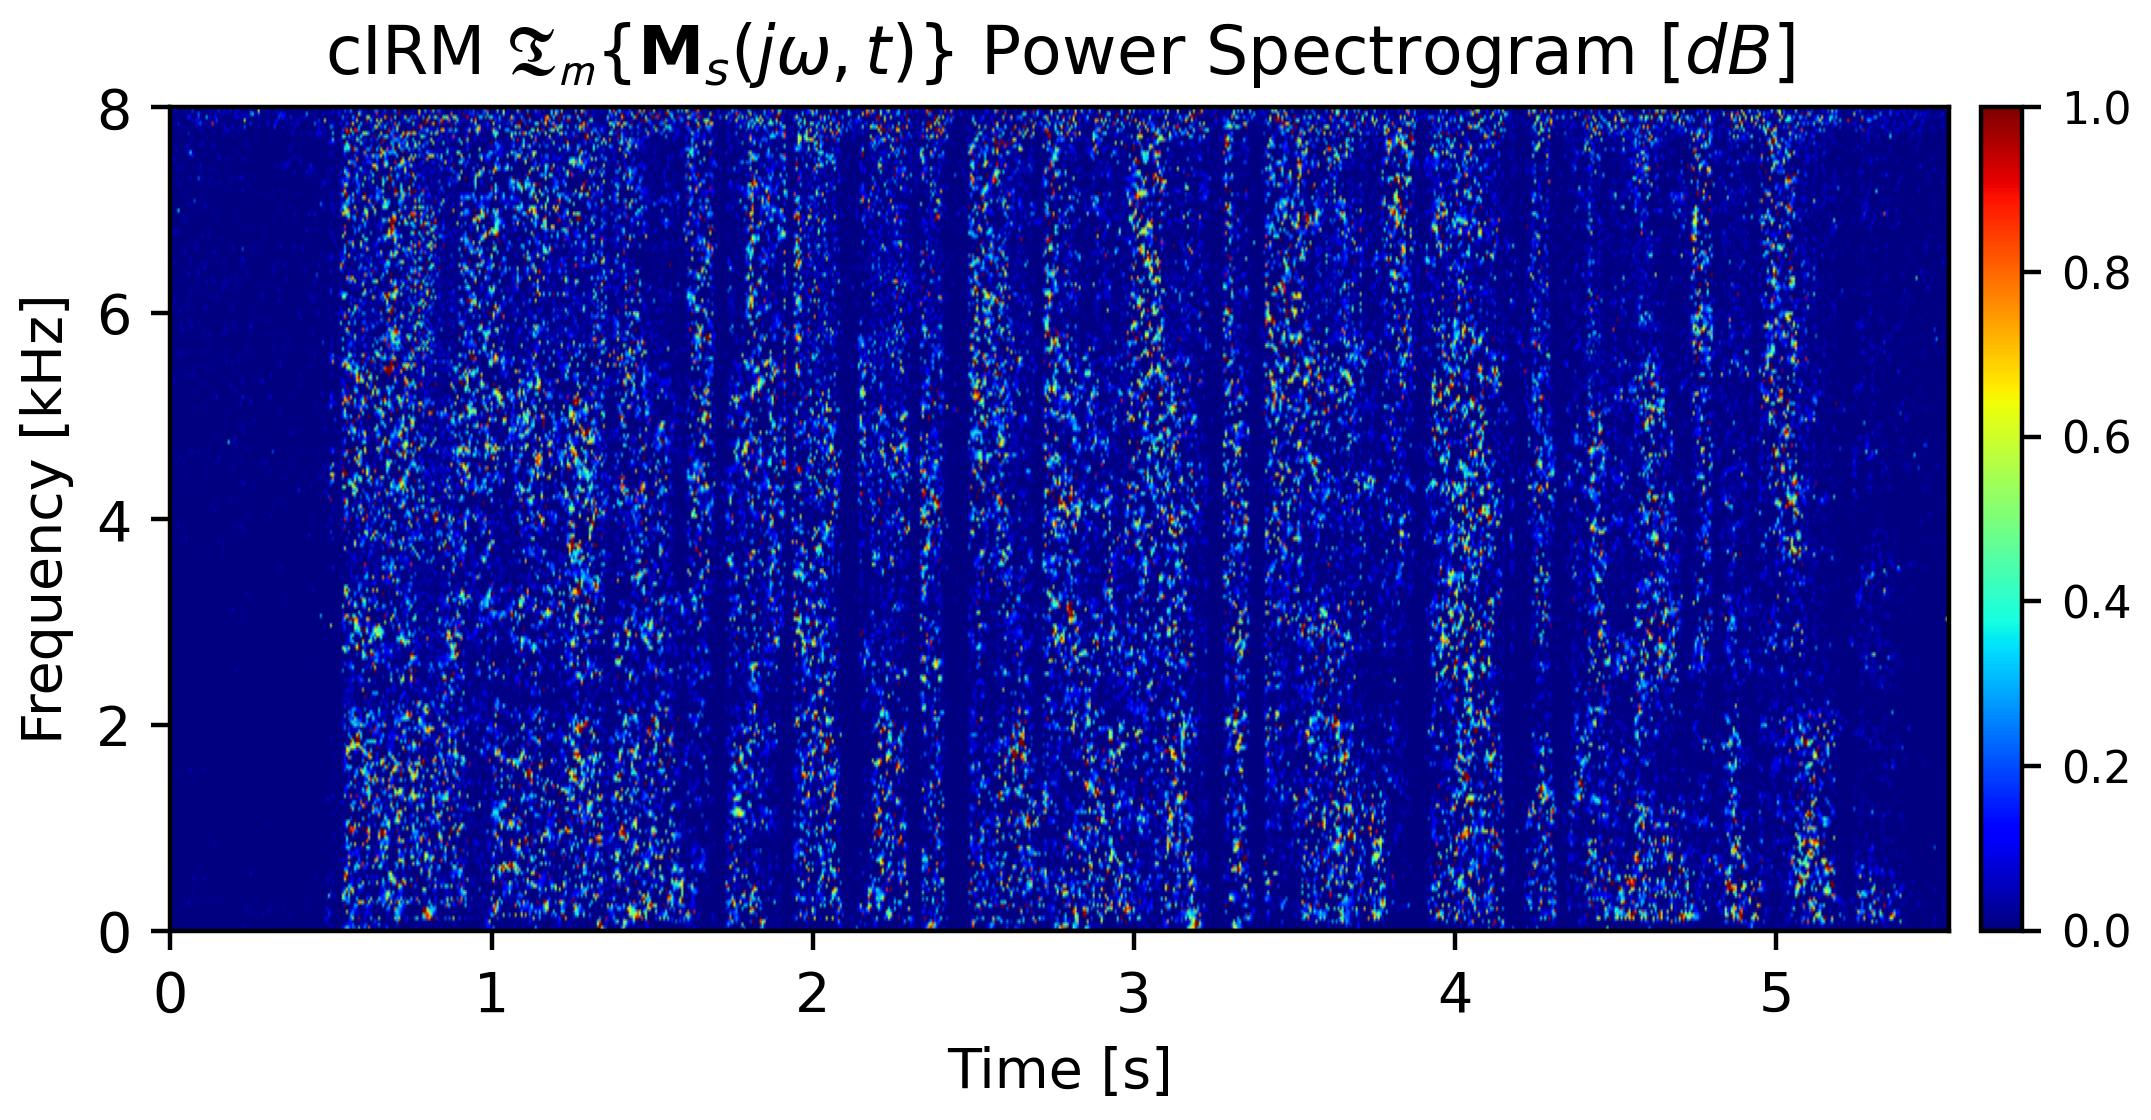 cIRM 𝕴ₘ{𝐌ₛ(jω, t)} Power Spectrogram [dB]
Frequency [kHz]
8
6
4
2
0
0 1 2 3 4 5
Time [s]
1.0
0.8
0.6
0.4
0.2
0.0